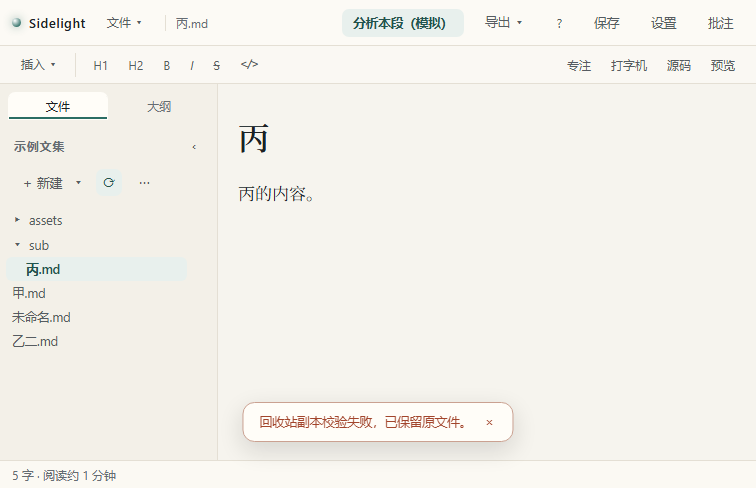 Sidelight 文件 丙.md 分析本段（模拟） 导出 ? 保存 设置 批注
插入 H1 H2 B I S </> 专注 打字机 源码 预览
文件 大纲
示例文集
+ 新建 ...
assets
sub
丙.md
甲.md
未命名.md
乙二.md
丙
丙的内容。
回收站副本校验失败，已保留原文件。 ×
5 字 · 阅读约 1 分钟